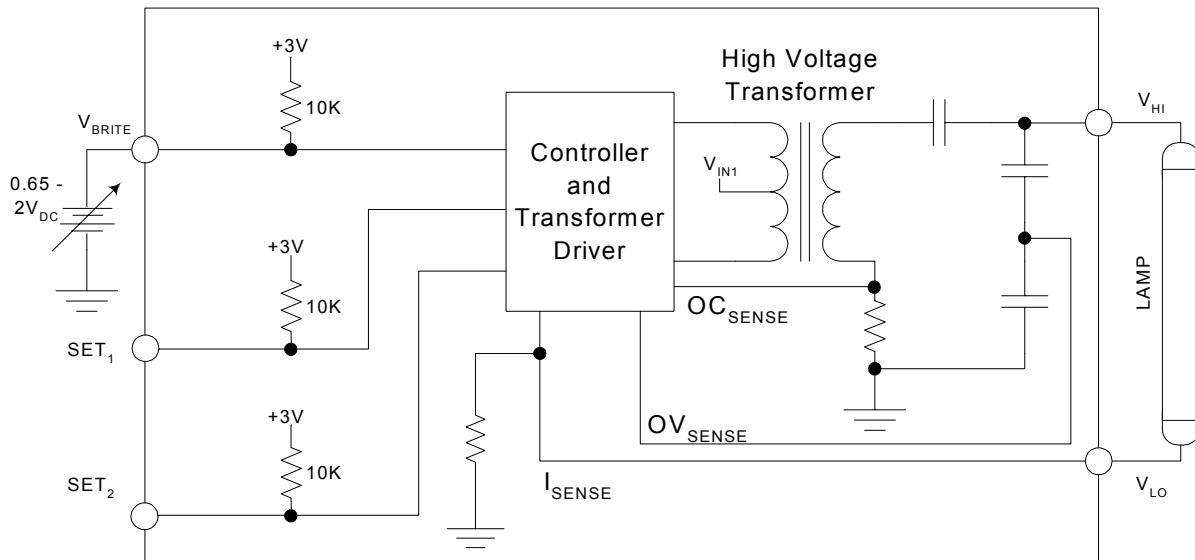 +3V
10K
V_BRITE
0.65 -
2V_DC
+3V
10K
SET_1
+3V
10K
SET_2
Controller
and
Transformer
Driver
High Voltage
Transformer
V_IN1
OC_SENSE
OV_SENSE
I_SENSE
V_HI
LAMP
V_LO